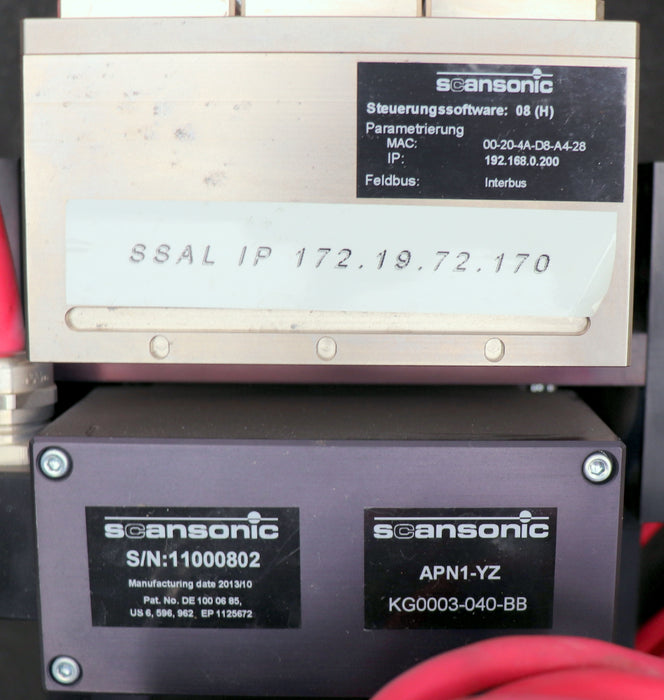 scansonic
Steuerungssoftware: 08 (H)
Parametrierung
MAC: 00-20-4A-D8-A4-28
IP: 192.168.0.200
Feldbus: Interbus
SSAL IP 172.19.72.170
scansonic
S/N:11000802
Manufacturing date 2013/10
Pat. No. DE 100 06 85,
US 6, 596, 962, EP 1125672
scansonic
APN1-YZ
KG0003-040-BB